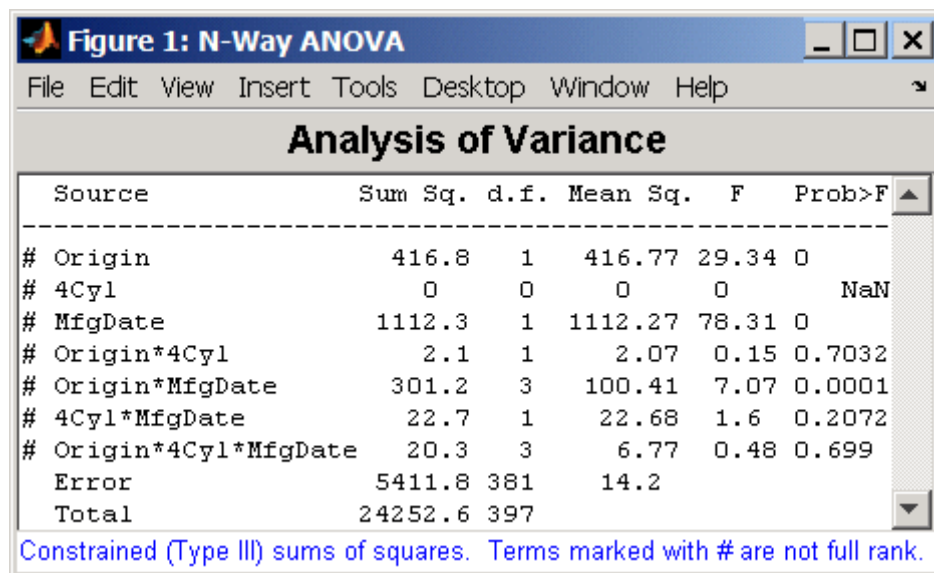 Figure 1: N-Way ANOVA
File Edit View Insert Tools Desktop Window Help
Analysis of Variance
Source Sum Sq. d.f. Mean Sq. F Prob>F
--------------------------------------------------------
# Origin 416.8 1 416.77 29.34 0
# 4Cyl 0 0 0 0 NaN
# MfgDate 1112.3 1 1112.27 78.31 0
# Origin*4Cyl 2.1 1 2.07 0.15 0.7032
# Origin*MfgDate 301.2 3 100.41 7.07 0.0001
# 4Cyl*MfgDate 22.7 1 22.68 1.6 0.2072
# Origin*4Cyl*MfgDate 20.3 3 6.77 0.48 0.699
Error 5411.8 381 14.2
Total 24252.6 397
Constrained (Type III) sums of squares. Terms marked with # are not full rank.